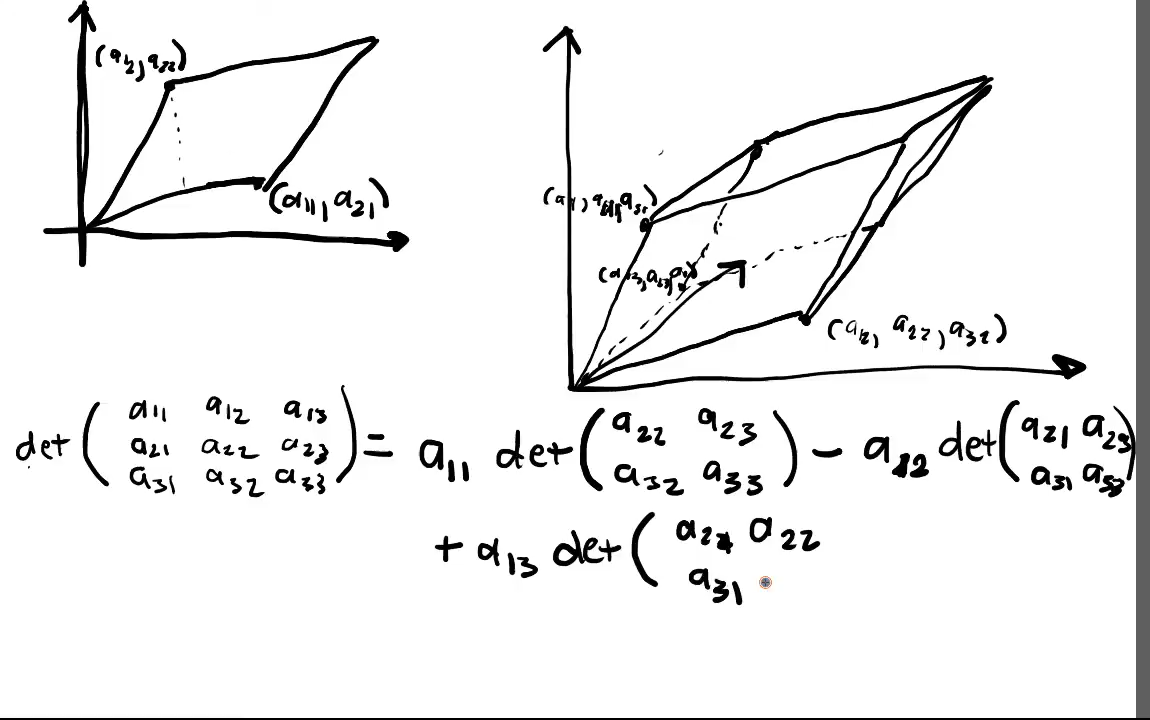 (a12, a22)
(a11, a21)
(a12, a22, a32)
det ( a11 a12 a13 ) = a11 det ( a22 a23 ) - a12 det ( a21 a23 )
a21 a22 a23
a31 a32 a33
a32 a33
a31 a33
+ a13 det ( a21 a22
a31